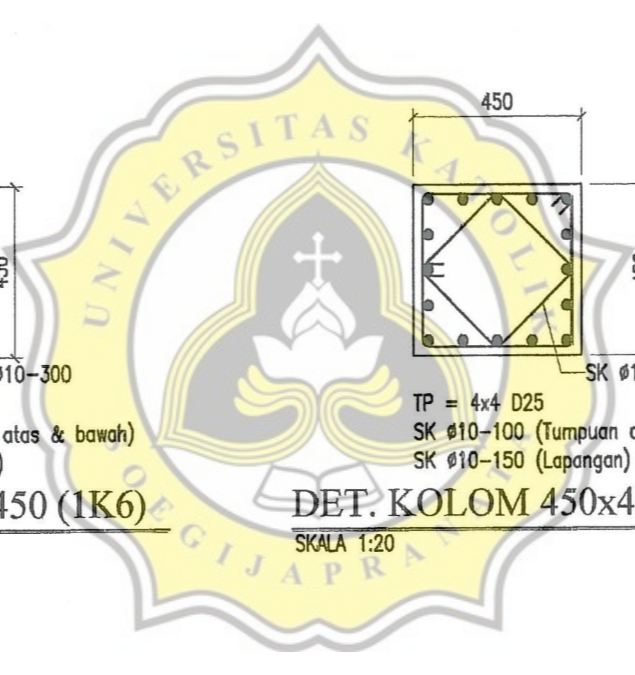 UNIVERSITAS KATOLIK
SOEGIJAPRANATA
450
450
ø10-300
atas & bawah)
)
450 (1K6)
SK ø1
TP = 4x4 D25
SK ø10-100 (Tumpuan
SK ø10-150 (Lapangan)
DET. KOLOM 450x4
SKALA 1:20